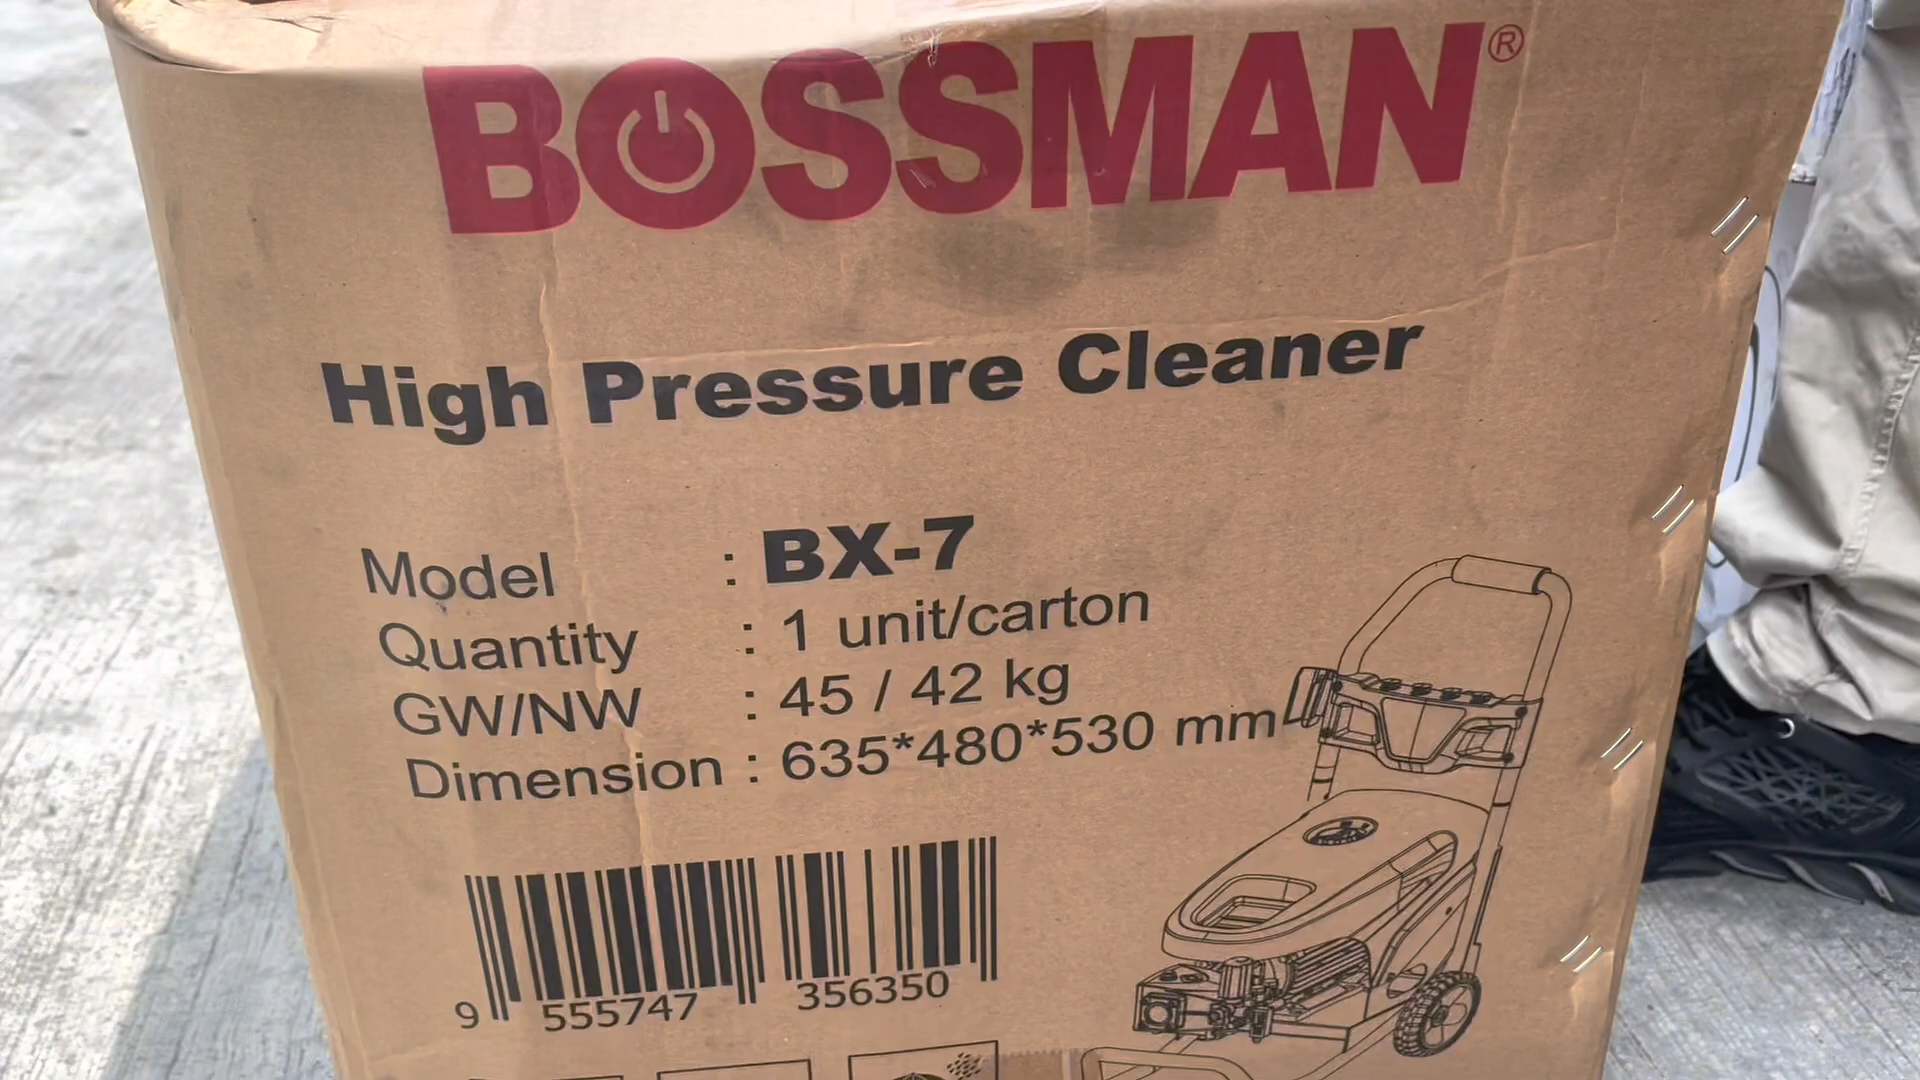 BOSSMAN®
High Pressure Cleaner
Model : BX-7
Quantity : 1 unit/carton
GW/NW : 45 / 42 kg
Dimension : 635*480*530 mm
9 555747 356350